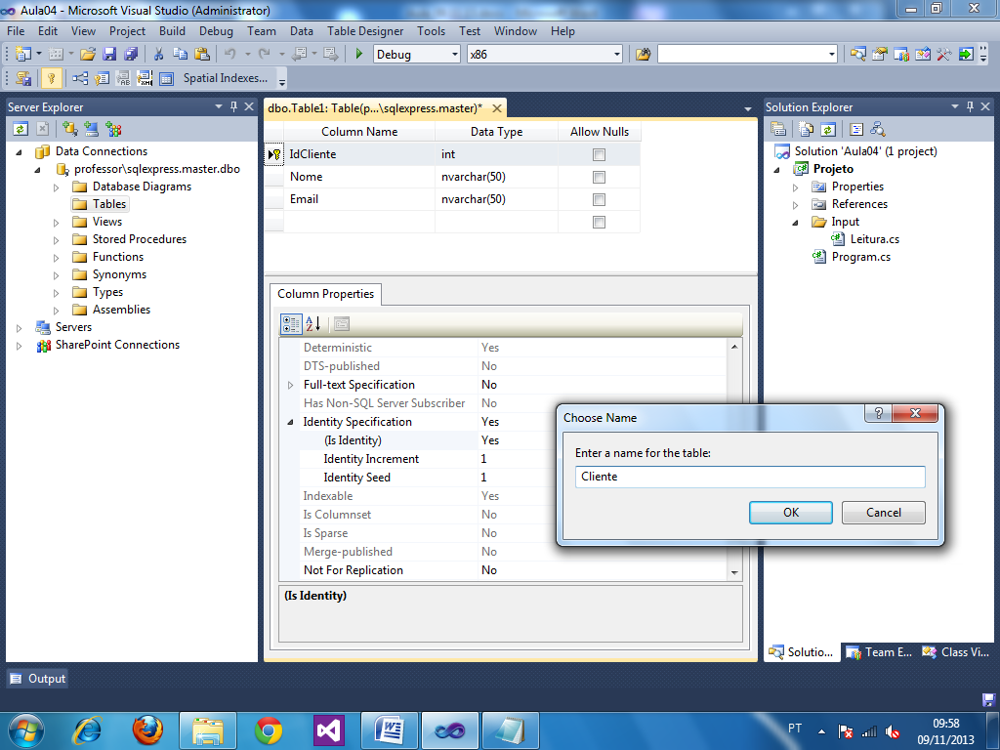 Aula04 - Microsoft Visual Studio (Administrator)
File Edit View Project Build Debug Team Data Table Designer Tools Test Window Help
Debug x86
Spatial Indexes...
Server Explorer
Data Connections
professor\sqlexpress.master.dbo
Database Diagrams
Tables
Views
Stored Procedures
Functions
Synonyms
Types
Assemblies
Servers
SharePoint Connections
dbo.Table1: Table(p...\sqlexpress.master)*
Column Name Data Type Allow Nulls
IdCliente int
Nome nvarchar(50)
Email nvarchar(50)
Column Properties
Deterministic Yes
DTS-published No
Full-text Specification No
Has Non-SQL Server Subscriber No
Identity Specification Yes
(Is Identity) Yes
Identity Increment 1
Identity Seed 1
Indexable Yes
Is Columnset No
Is Sparse No
Merge-published No
Not For Replication No
(Is Identity)
Choose Name
Enter a name for the table:
Cliente
OK Cancel
Solution Explorer
Solution 'Aula04' (1 project)
Projeto
Properties
References
Input
Leitura.cs
Program.cs
Solutio... Team E... Class Vi...
Output
PT
09:58
09/11/2013